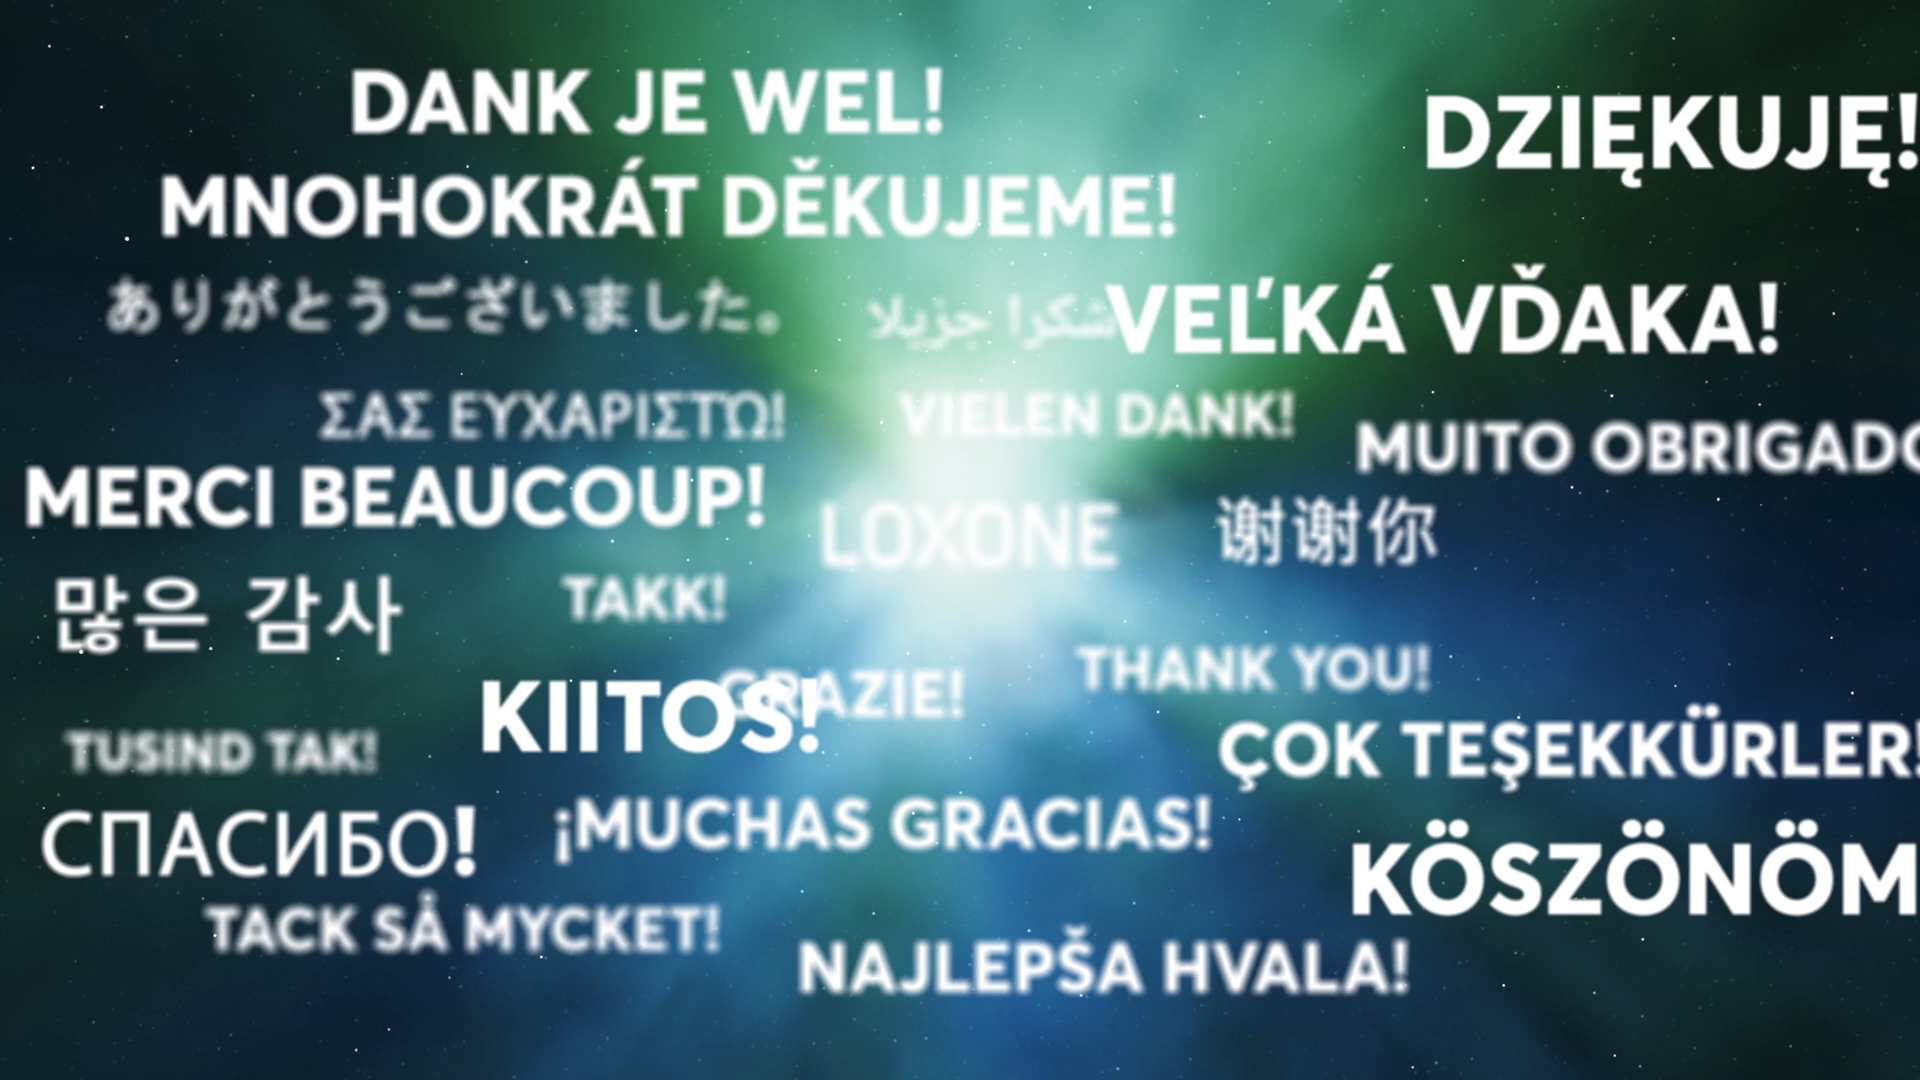 DANK JE WEL!
DZIĘKUJĘ!
MNOHOKRÁT DĚKUJEME!
ありがとうございました。
شكرا جزيلا
VEĽKÁ VĎAKA!
ΣΑΣ ΕΥΧΑΡΙΣΤΏ!
VIELEN DANK!
MUITO OBRIGADO
MERCI BEAUCOUP!
LOXONE
谢谢你
많은 감사
TAKK!
THANK YOU!
GRAZIE!
KIITOS!
TUSIND TAK!
ÇOK TEŞEKKÜRLER!
СПАСИБО!
¡MUCHAS GRACIAS!
KÖSZÖNÖM
TACK SÅ MYCKET!
NAJLEPŠA HVALA!